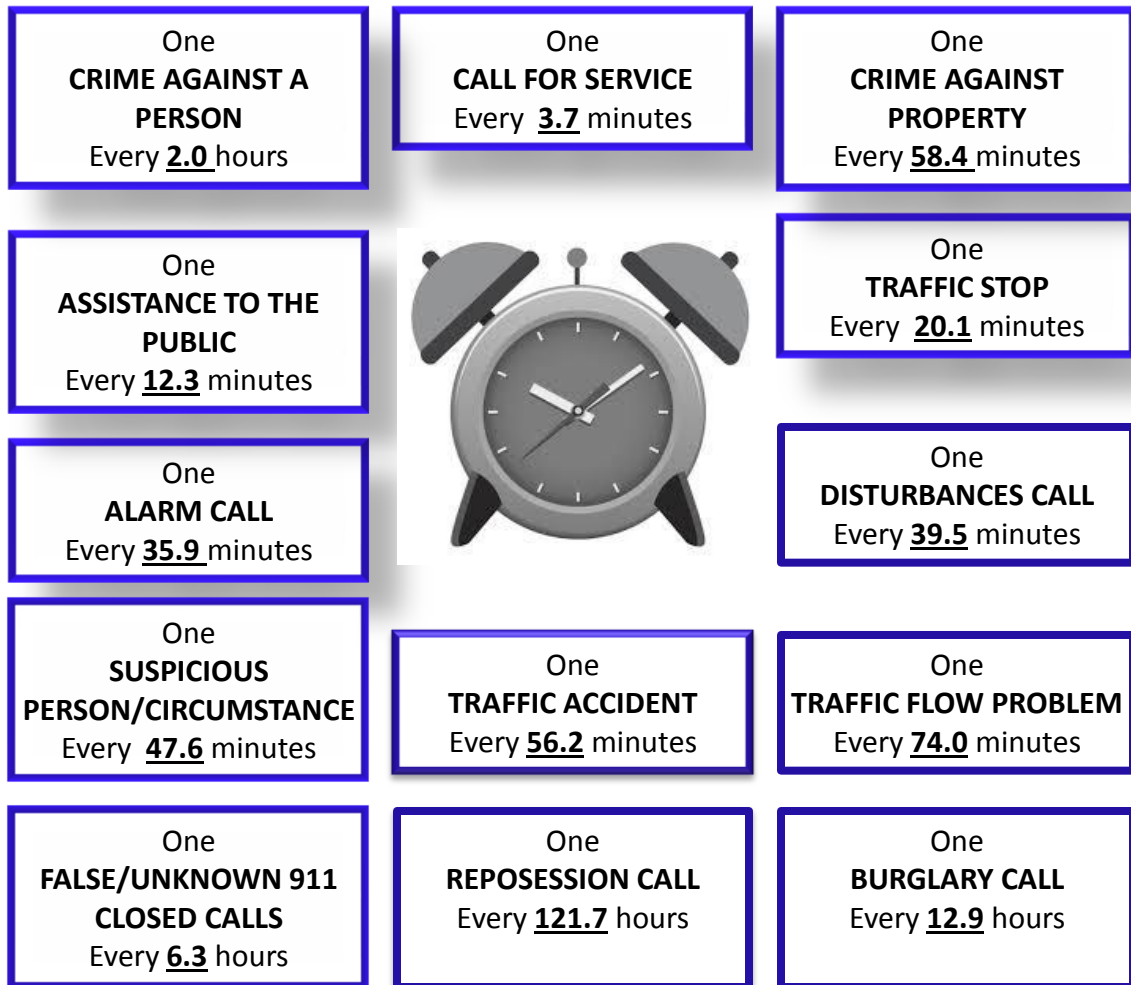 One
CRIME AGAINST A
PERSON
Every 2.0 hours
One
CALL FOR SERVICE
Every 3.7 minutes
One
CRIME AGAINST
PROPERTY
Every 58.4 minutes
One
ASSISTANCE TO THE
PUBLIC
Every 12.3 minutes
One
TRAFFIC STOP
Every 20.1 minutes
One
ALARM CALL
Every 35.9 minutes
One
DISTURBANCES CALL
Every 39.5 minutes
One
SUSPICIOUS
PERSON/CIRCUMSTANCE
Every 47.6 minutes
One
TRAFFIC ACCIDENT
Every 56.2 minutes
One
TRAFFIC FLOW PROBLEM
Every 74.0 minutes
One
FALSE/UNKNOWN 911
CLOSED CALLS
Every 6.3 hours
One
REPOSESSION CALL
Every 121.7 hours
One
BURGLARY CALL
Every 12.9 hours